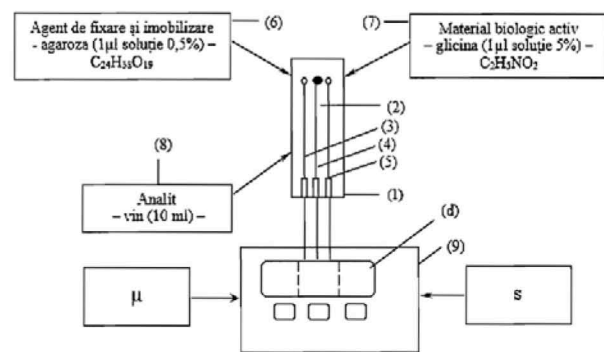 Agent de fixare și imobilizare
- agaroza (1µl soluție 0,5%) –
C₂₄H₃₈O₁₉
(6)
(7)
Material biologic activ
– glicina (1µl soluție 5%) –
C₂H₅NO₂
(2)
(3)
(4)
(5)
(8)
Analit
– vin (10 ml) –
(1)
(d)
(9)
µ
s